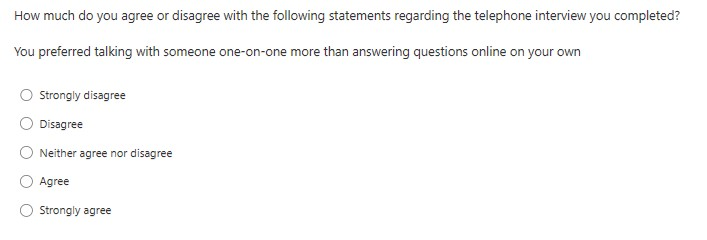 How much do you agree or disagree with the following statements regarding the telephone interview you completed?
You preferred talking with someone one-on-one more than answering questions online on your own
Strongly disagree
Disagree
Neither agree nor disagree
Agree
Strongly agree